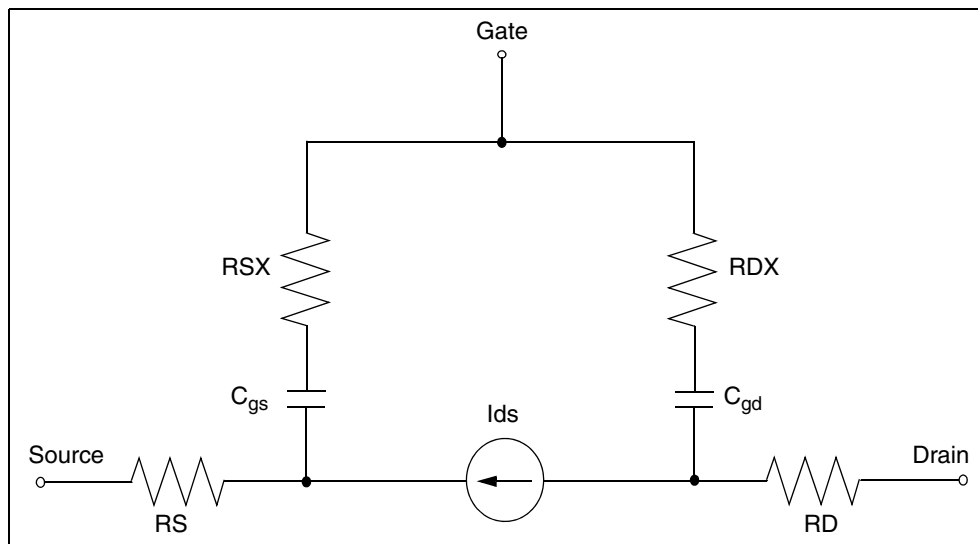 Gate
RSX
RDX
Cgs
Cgd
Ids
Source
Drain
RS
RD